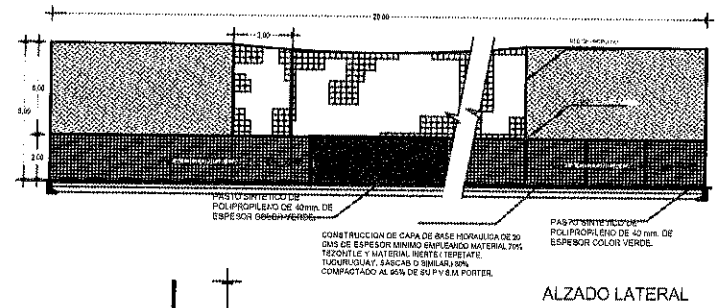 20.00
3.00
2.00
PASTO SINTETICO DE
POLIPROPILENO DE 40mm. DE
ESPESOR COLOR VERDE.
CONSTRUCCION DE CAPA DE BASE HIDRAULICA DE 20
CMS DE ESPESOR MINIMO EMPLEANDO MATERIAL 70%
TEZONTLE Y MATERIAL INERTE (TEPETATE,
TUCURUGUAY, SASCAB O SIMILAR) 30%
COMPACTADO AL 95% DE SU P.V.S.M. PORTER.
PASTO SINTETICO DE
POLIPROPILENO DE 40 mm. DE
ESPESOR COLOR VERDE.
ALZADO LATERAL